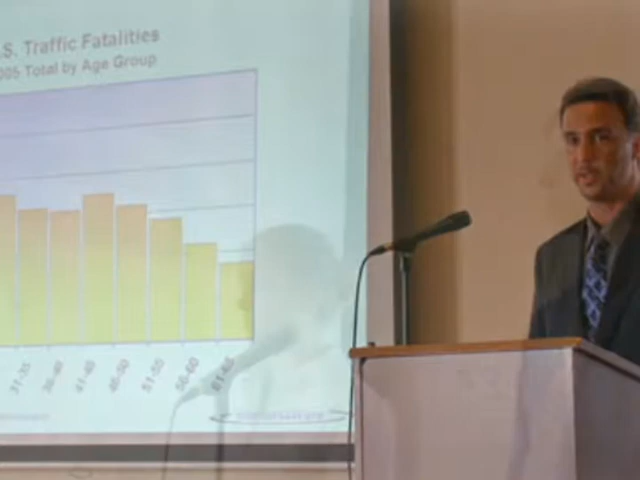 .S. Traffic Fatalities
005 Total by Age Group
31-35 36-40 41-45 46-50 51-55 56-60 61-65